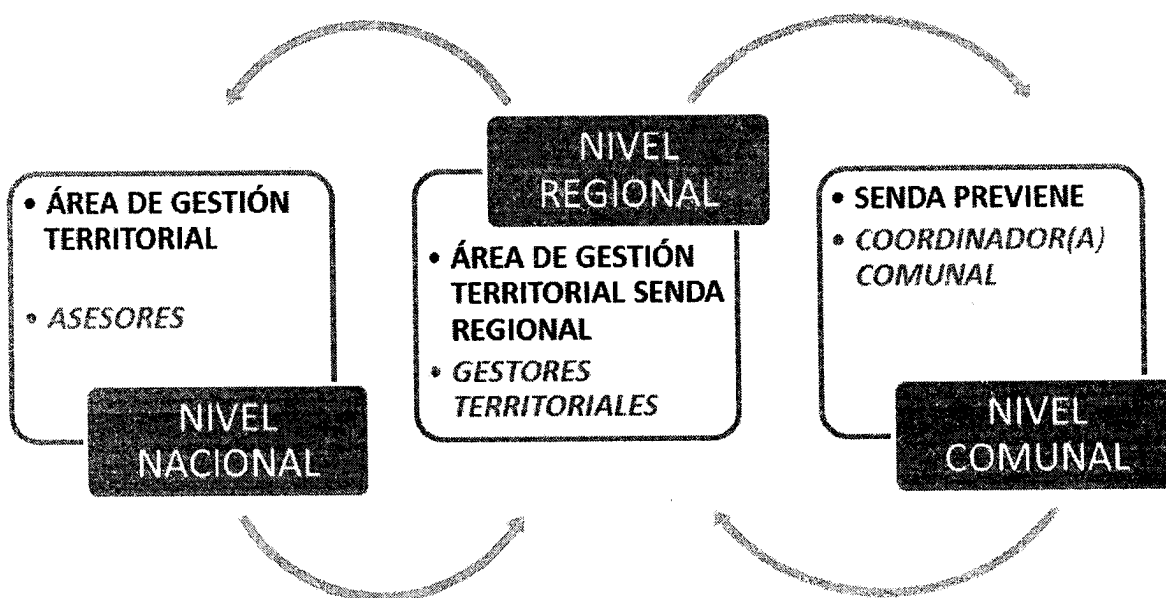 • ÁREA DE GESTIÓN
TERRITORIAL
• ASESORES
NIVEL
NACIONAL
NIVEL
REGIONAL
• ÁREA DE GESTIÓN
TERRITORIAL SENDA
REGIONAL
• GESTORES
TERRITORIALES
• SENDA PREVIENE
• COORDINADOR(A)
COMUNAL
NIVEL
COMUNAL